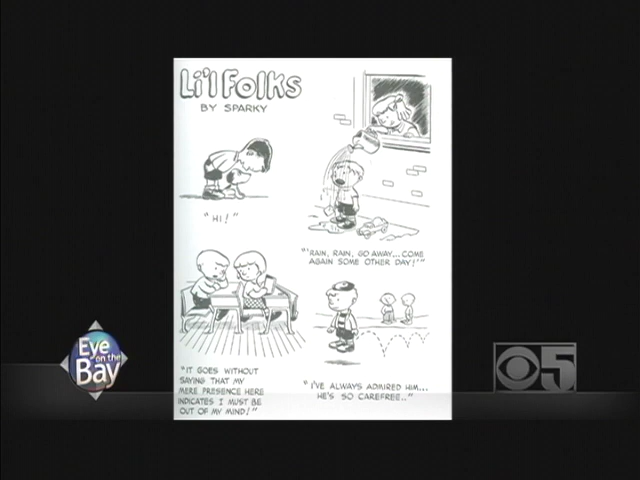 Li'l Folks
BY SPARKY
"HI!"
"'RAIN, RAIN, GO AWAY...COME
AGAIN SOME OTHER DAY!'"
"IT GOES WITHOUT
SAYING THAT MY
MERE PRESENCE HERE
INDICATES I MUST BE
OUT OF MY MIND!"
"I'VE ALWAYS ADMIRED HIM...
HE'S SO CAREFREE.."
Eye
on the
Bay
5